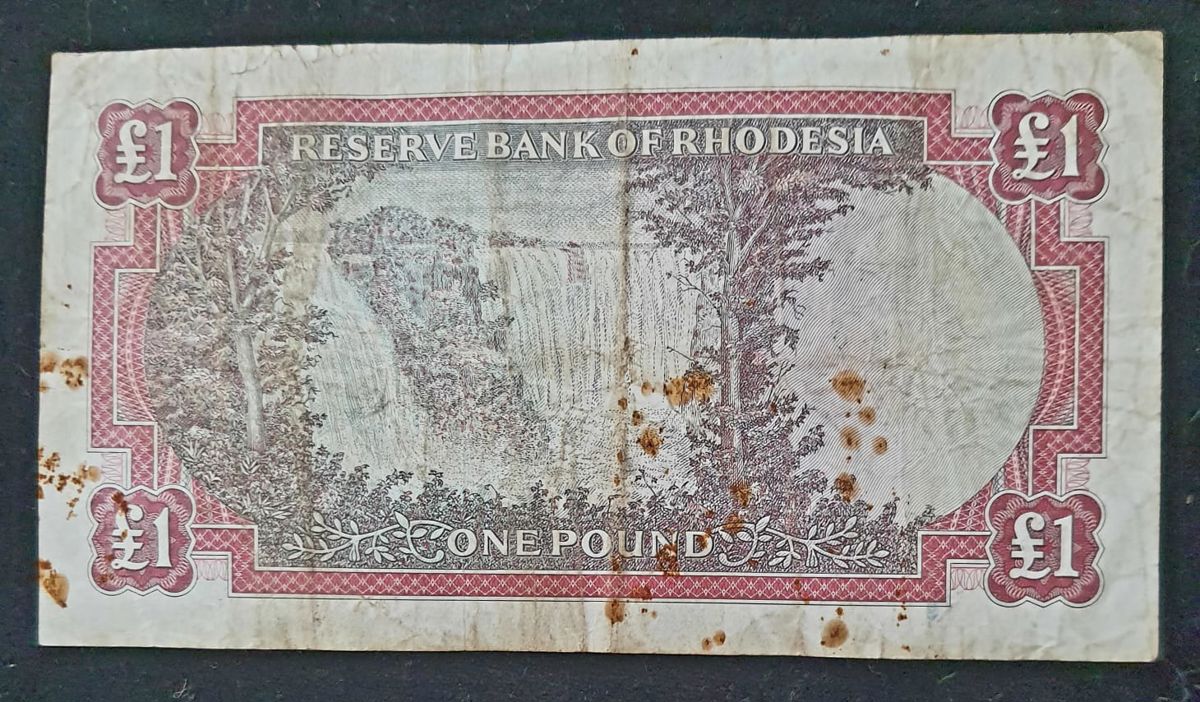 £1 £1
RESERVE BANK OF RHODESIA
£1 ONE POUND £1